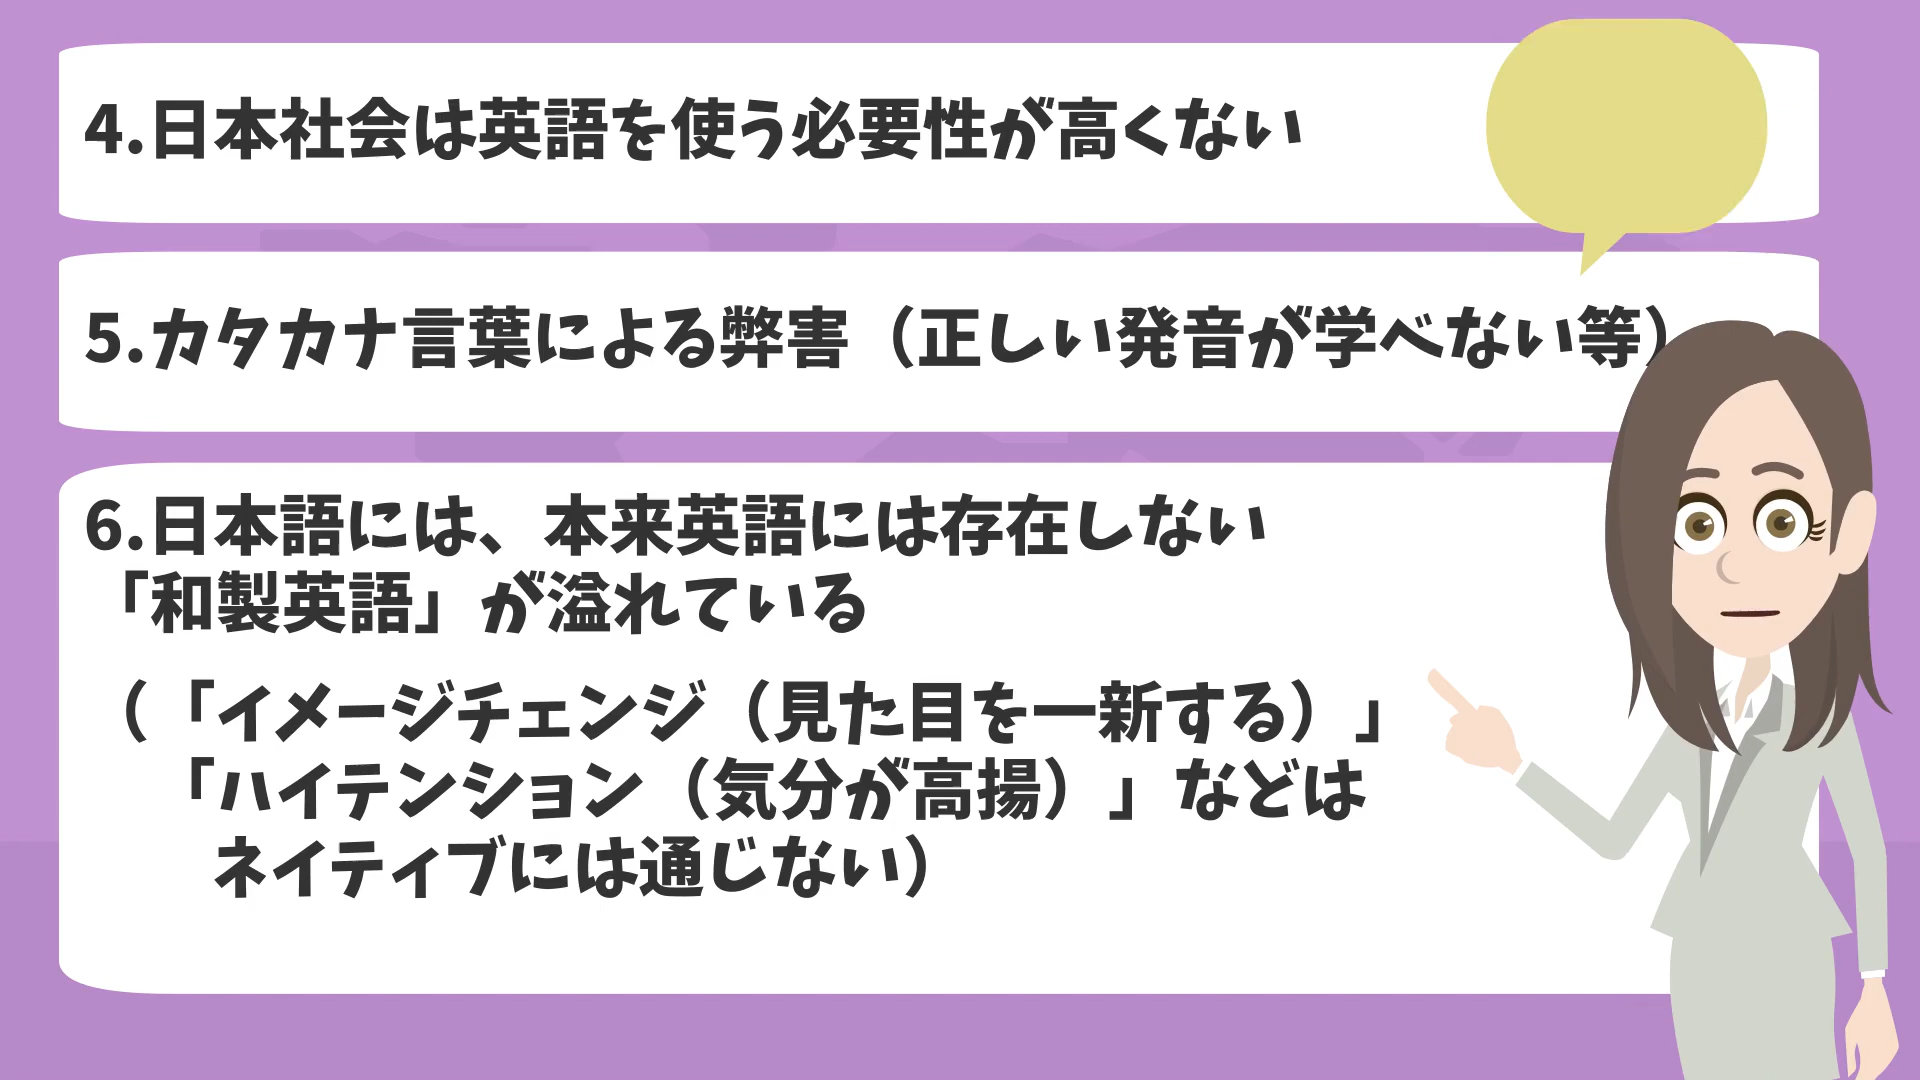 4.日本社会は英語を使う必要性が高くない
5.カタカナ言葉による弊害（正しい発音が学べない等）
6.日本語には、本来英語には存在しない
「和製英語」が溢れている
（「イメージチェンジ（見た目を一新する）」
「ハイテンション（気分が高揚）」などは
ネイティブには通じない）